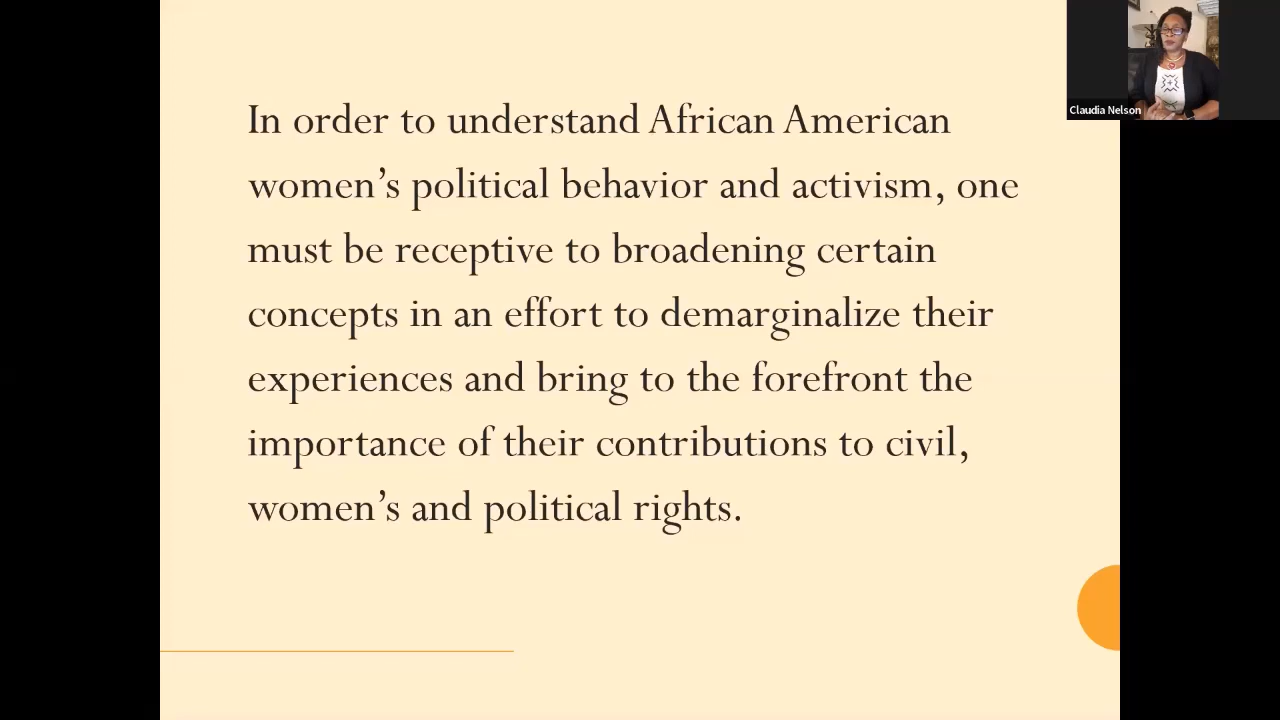 In order to understand African American
women’s political behavior and activism, one
must be receptive to broadening certain
concepts in an effort to demarginalize their
experiences and bring to the forefront the
importance of their contributions to civil,
women’s and political rights.
Claudia Nelson